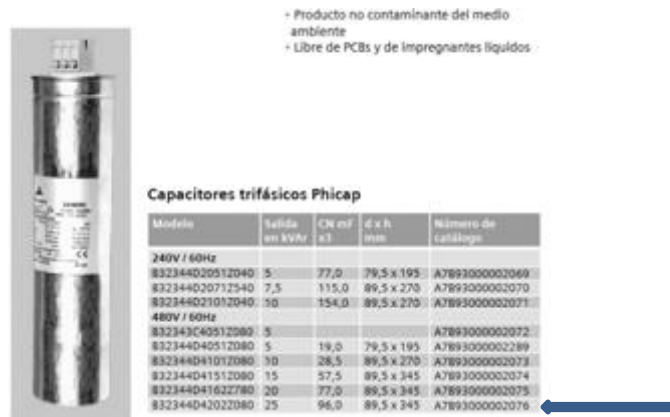 - Producto no contaminante del medio
ambiente
- Libre de PCBs y de impregnantes líquidos
Capacitores trifásicos Phicap
Modelo Salida en kVAr CN mF x3 d x h mm Número de catálogo
240V / 60Hz
B32344D2051Z040 5 77,0 79,5 x 195 A7B93000002069
B32344D2071Z540 7,5 115,0 89,5 x 270 A7B93000002070
B32344D2101Z040 10 154,0 89,5 x 270 A7B93000002071
480V / 60Hz
B32343C4051Z080 5 A7B93000002072
B32344D4051Z080 5 19,0 79,5 x 195 A7B93000002289
B32344D4101Z080 10 28,5 89,5 x 270 A7B93000002073
B32344D4151Z080 15 57,5 89,5 x 345 A7B93000002074
B32344D4162Z780 20 77,0 89,5 x 345 A7B93000002075
B32344D4202Z080 25 96,0 89,5 x 345 A7B93000002076